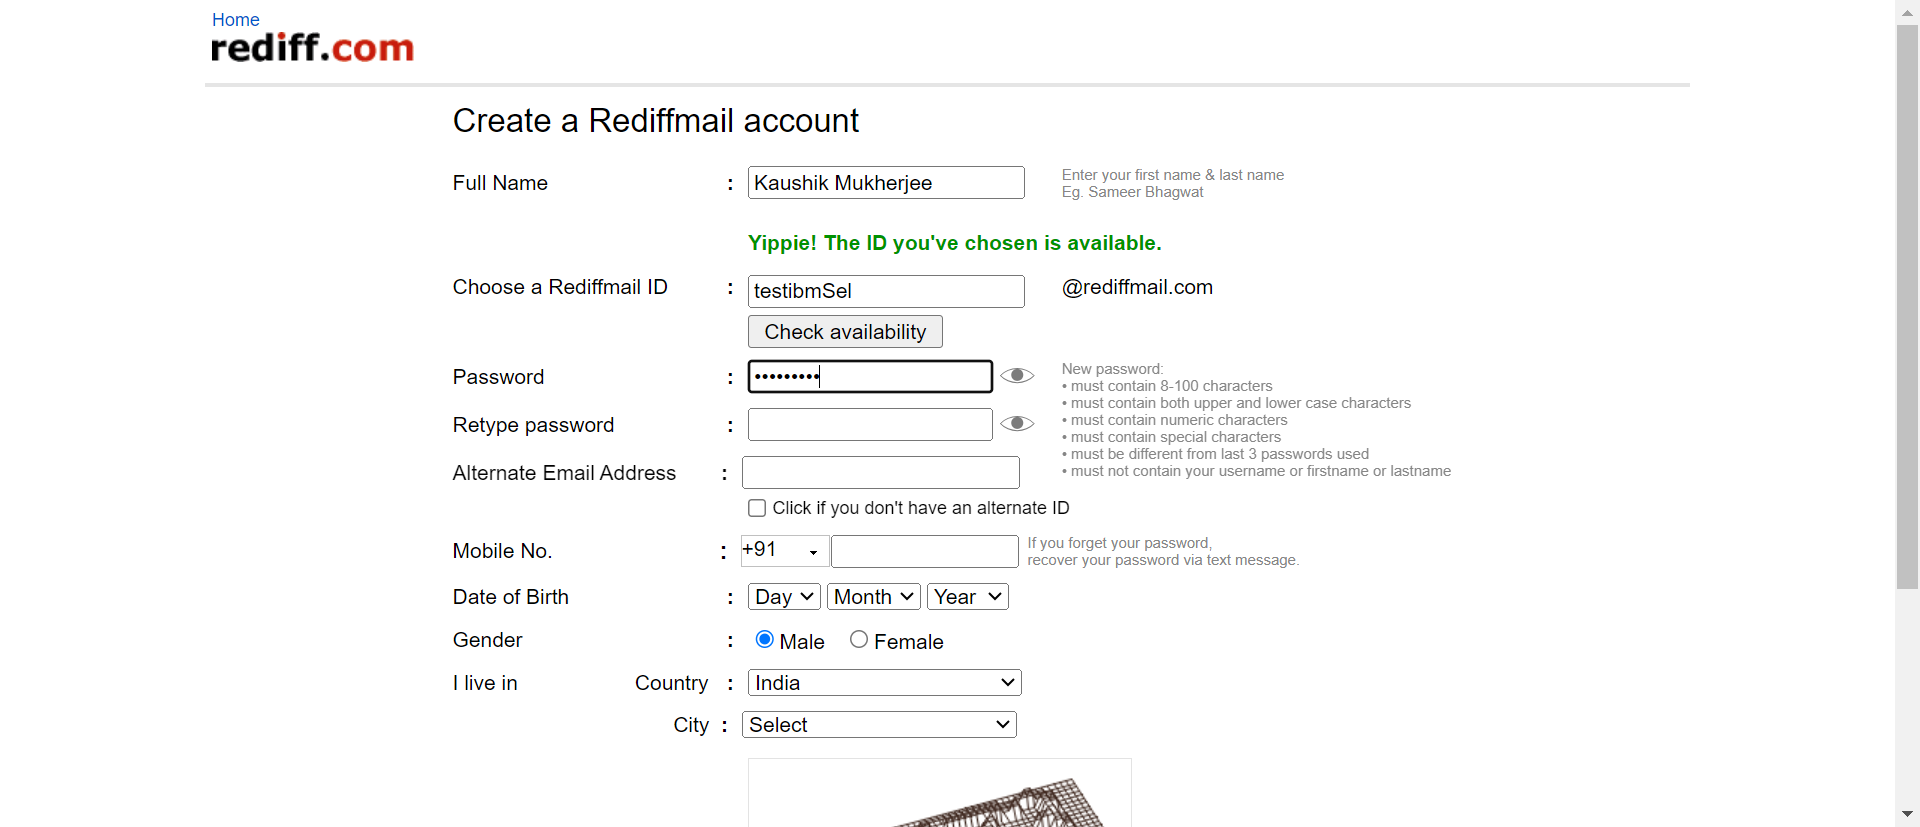 Home
rediff.com
Create a Rediffmail account
Full Name : Kaushik Mukherjee
Enter your first name & last name
Eg. Sameer Bhagwat
Yippie! The ID you've chosen is available.
Choose a Rediffmail ID : testibmSel @rediffmail.com
Check availability
Password : •••••••••
New password:
• must contain 8-100 characters
• must contain both upper and lower case characters
• must contain numeric characters
• must contain special characters
• must be different from last 3 passwords used
• must not contain your username or firstname or lastname
Retype password :
Alternate Email Address :
Click if you don't have an alternate ID
Mobile No. : +91
If you forget your password,
recover your password via text message.
Date of Birth : Day Month Year
Gender : Male Female
I live in Country : India
City : Select